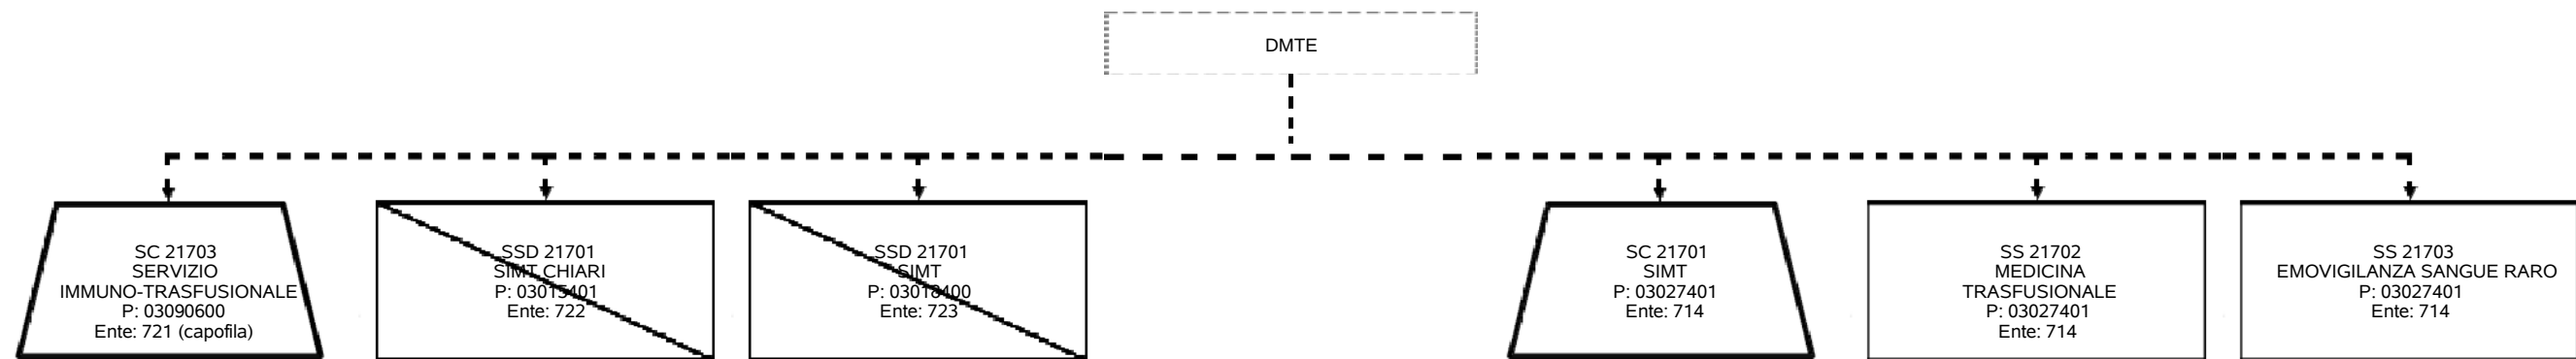 DMTE
SC 21703
SERVIZIO
IMMUNO-TRASFUSIONALE
P: 03090600
Ente: 721 (capofila)
SSD 21701
SIMT CHIARI
P: 03015401
Ente: 722
SSD 21701
SIMT
P: 03018400
Ente: 723
SC 21701
SIMT
P: 03027401
Ente: 714
SS 21702
MEDICINA
TRASFUSIONALE
P: 03027401
Ente: 714
SS 21703
EMOVIGILANZA SANGUE RARO
P: 03027401
Ente: 714